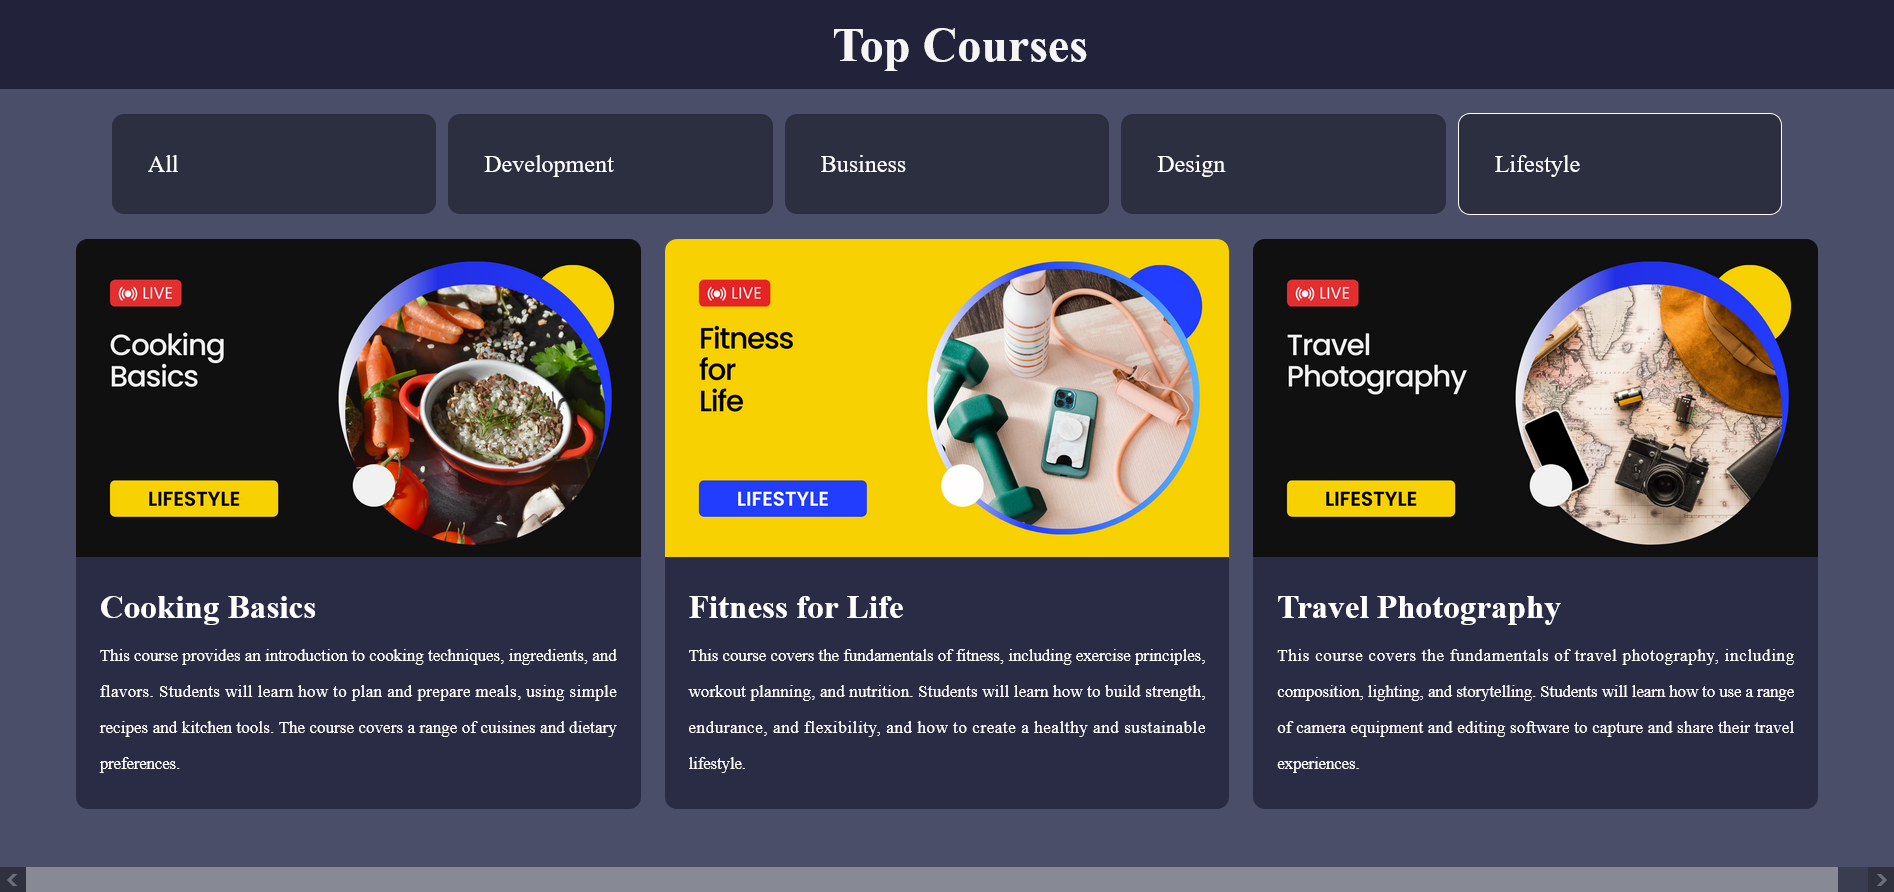 Top Courses
All
Development
Business
Design
Lifestyle
LIVE
Cooking
Basics
LIFESTYLE
LIVE
Fitness
for
Life
LIFESTYLE
LIVE
Travel
Photography
LIFESTYLE
Cooking Basics
This course provides an introduction to cooking techniques, ingredients, and
flavors. Students will learn how to plan and prepare meals, using simple
recipes and kitchen tools. The course covers a range of cuisines and dietary
preferences.
Fitness for Life
This course covers the fundamentals of fitness, including exercise principles,
workout planning, and nutrition. Students will learn how to build strength,
endurance, and flexibility, and how to create a healthy and sustainable
lifestyle.
Travel Photography
This course covers the fundamentals of travel photography, including
composition, lighting, and storytelling. Students will learn how to use a range
of camera equipment and editing software to capture and share their travel
experiences.